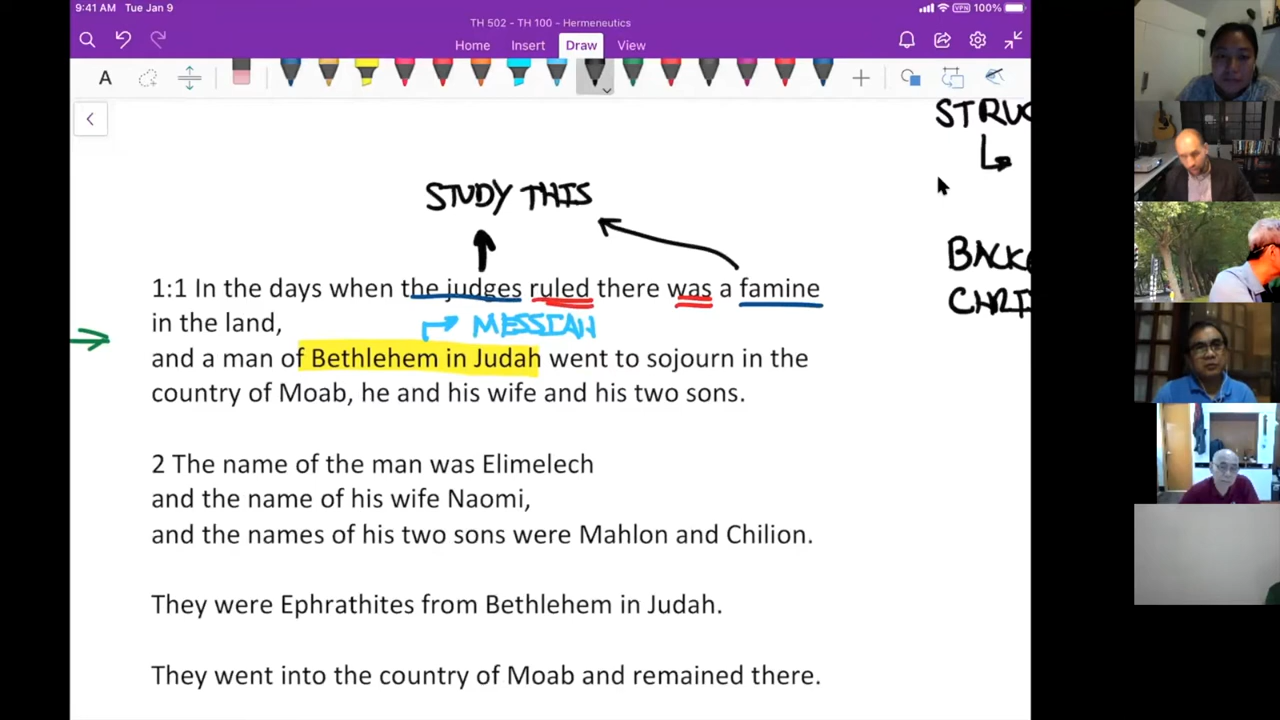 9:41 AM Tue Jan 9
VPN 100%
TH 502 - TH 100 - Hermeneutics
Home Insert Draw View
A
STUDY THIS
1:1 In the days when the judges ruled there was a famine
in the land,
MESSIAH
and a man of Bethlehem in Judah went to sojourn in the
country of Moab, he and his wife and his two sons.
2 The name of the man was Elimelech
and the name of his wife Naomi,
and the names of his two sons were Mahlon and Chilion.
They were Ephrathites from Bethlehem in Judah.
They went into the country of Moab and remained there.
STRUC
BACK